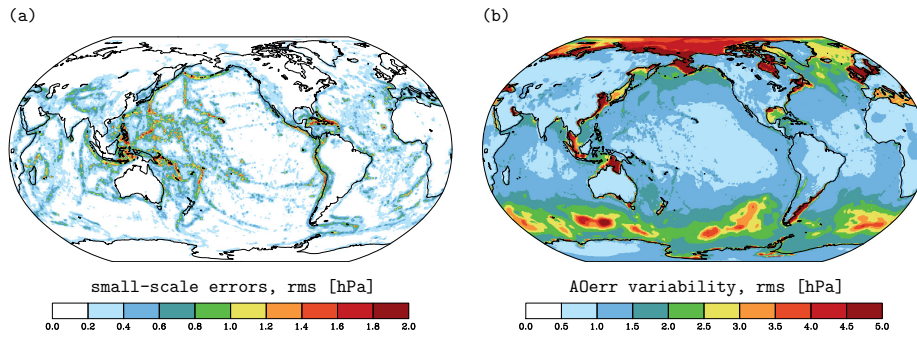 (a)
(b)
small-scale errors, rms [hPa]
0.0 0.2 0.4 0.6 0.8 1.0 1.2 1.4 1.6 1.8 2.0
AOerr variability, rms [hPa]
0.0 0.5 1.0 1.5 2.0 2.5 3.0 3.5 4.0 4.5 5.0